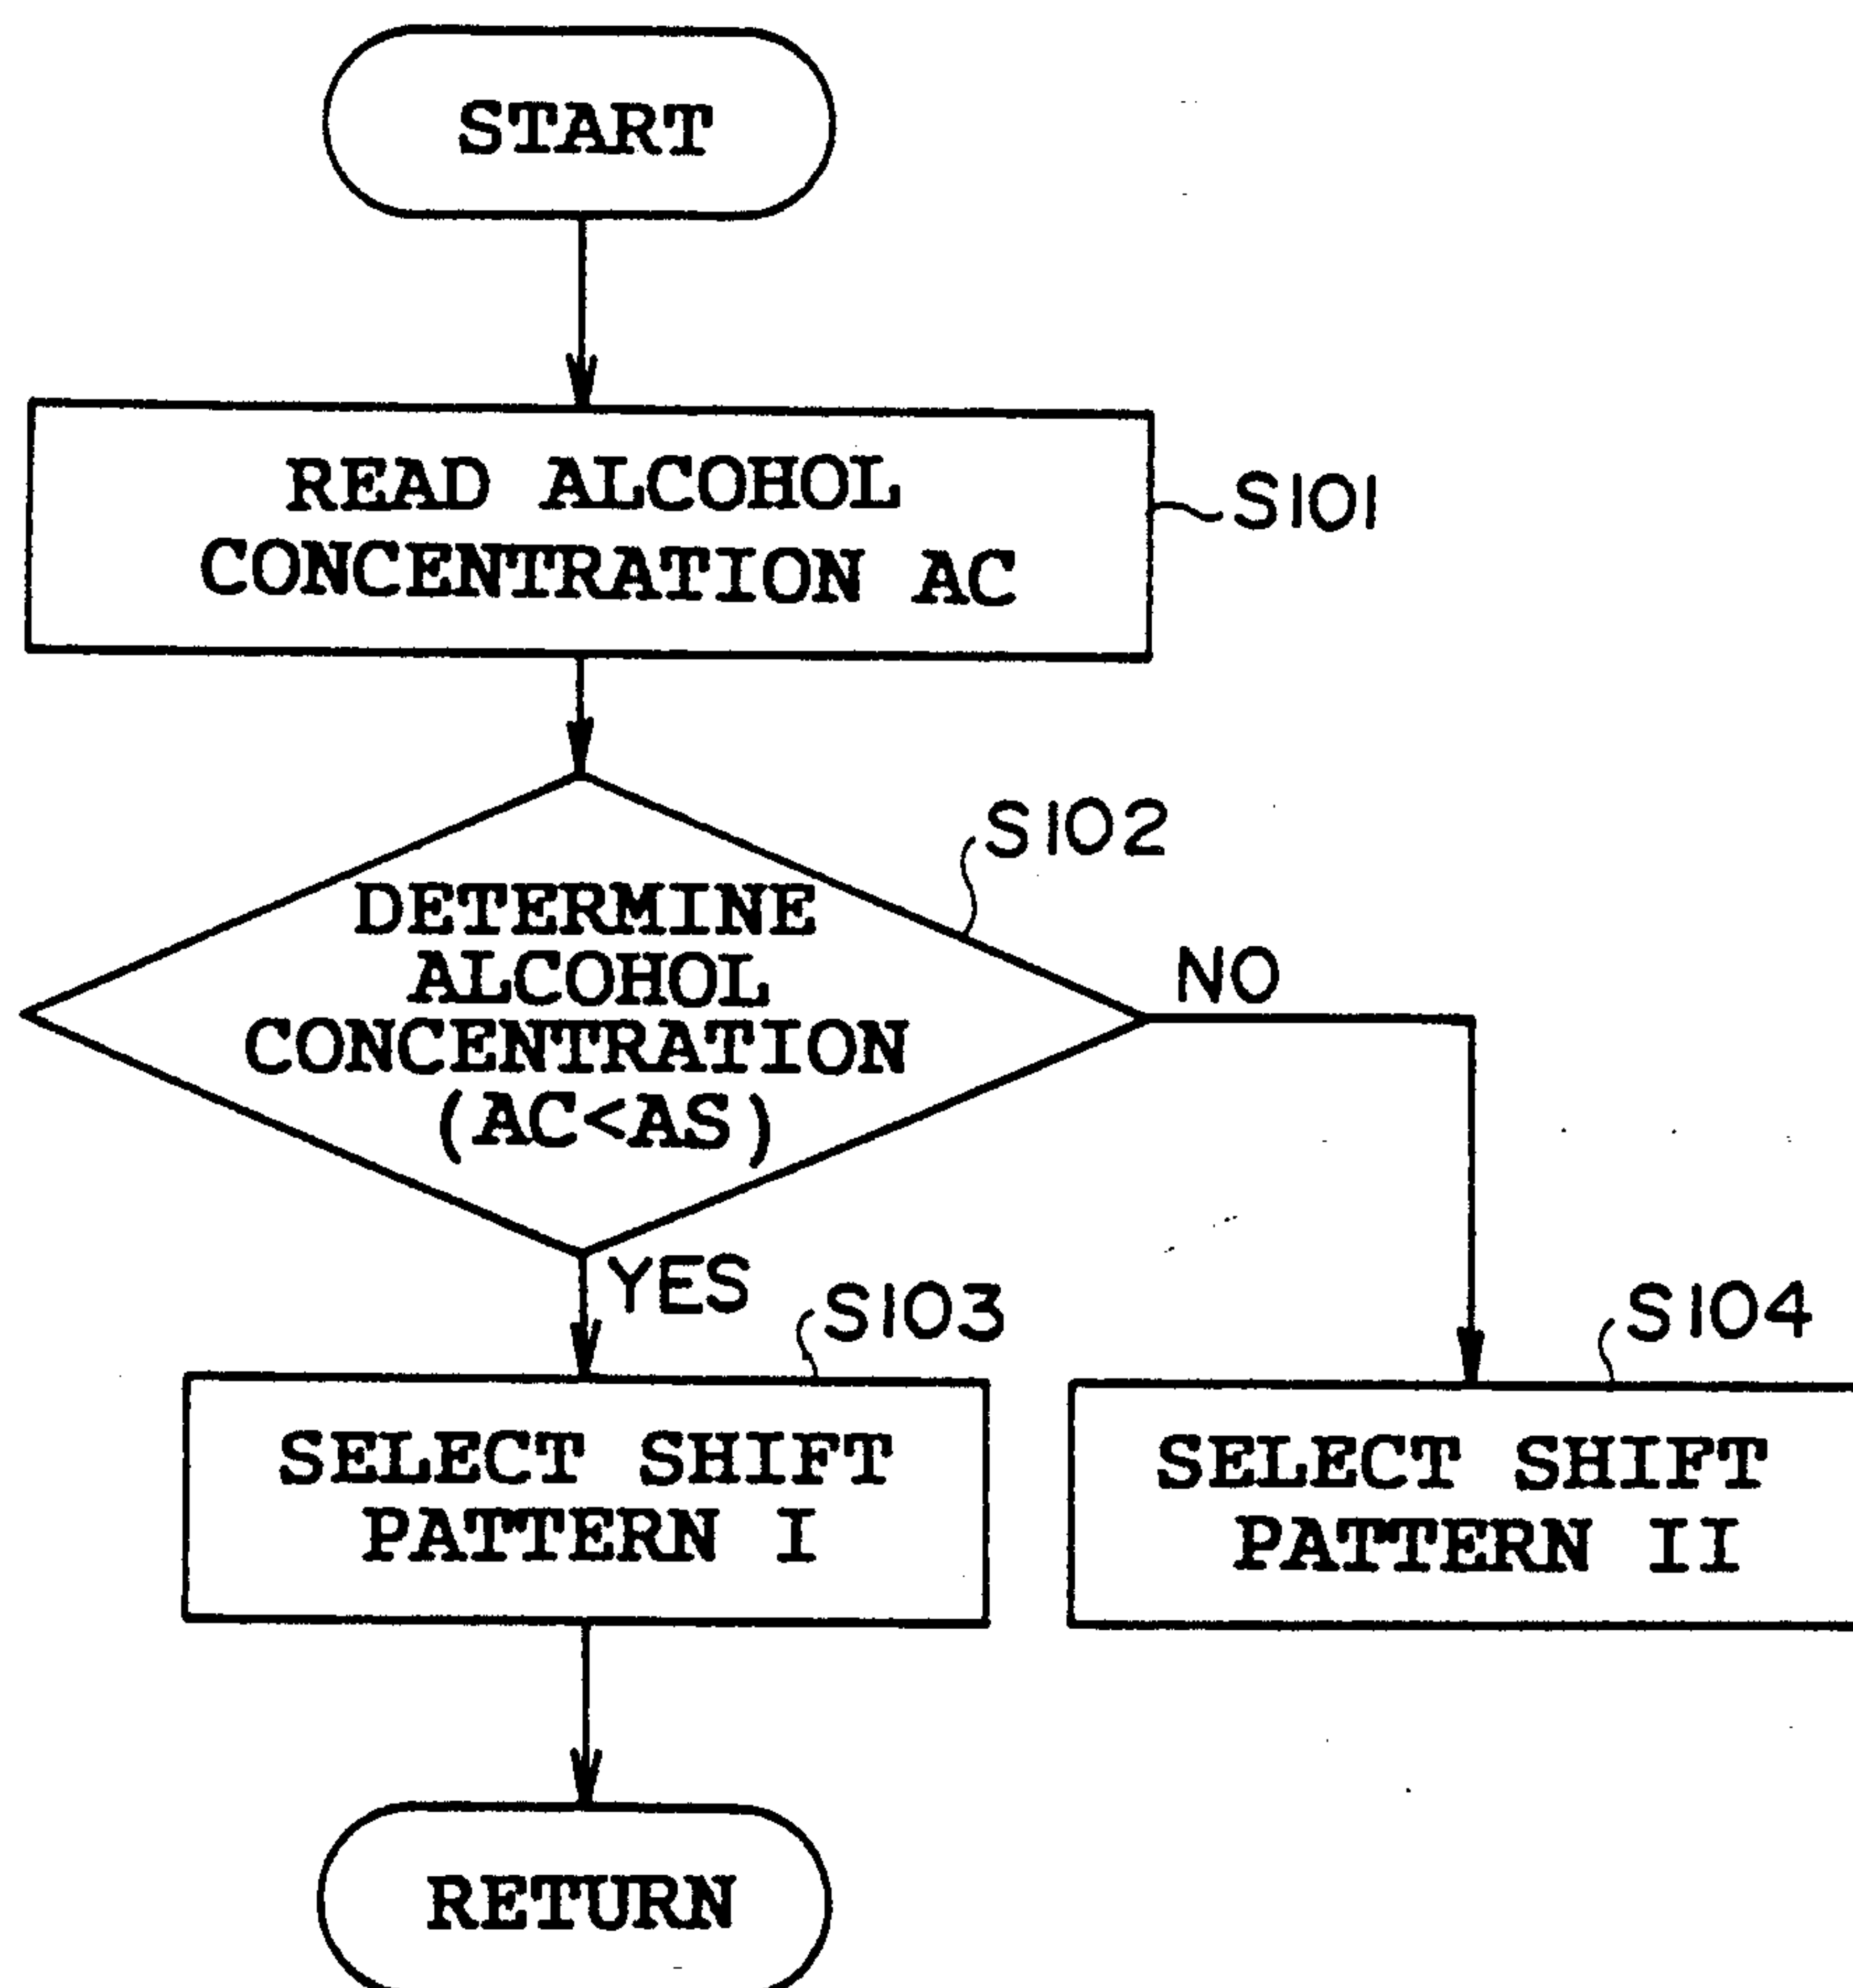 START
READ ALCOHOL
CONCENTRATION AC
S101
S102
DETERMINE
ALCOHOL
CONCENTRATION
(AC<AS)
NO
YES
S103
S104
SELECT SHIFT
PATTERN I
SELECT SHIFT
PATTERN II
RETURN